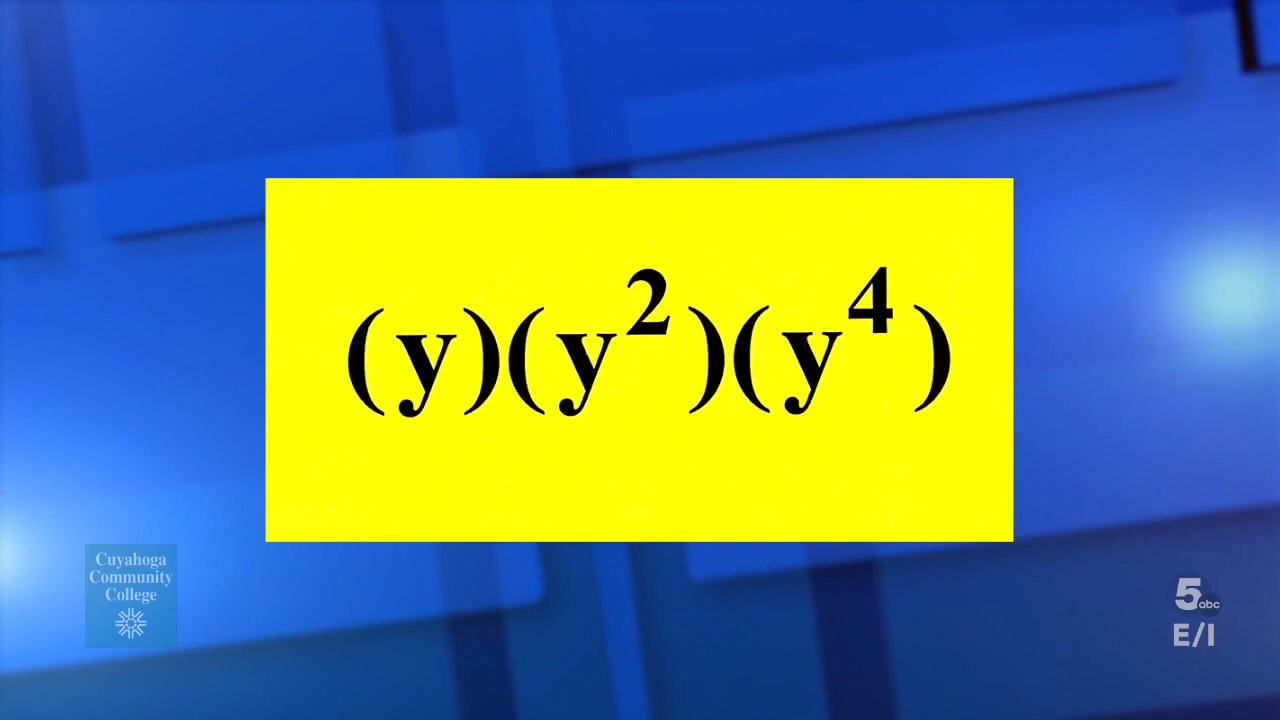 (y)(y²)(y⁴)
Cuyahoga
Community
College
5abc
E/I